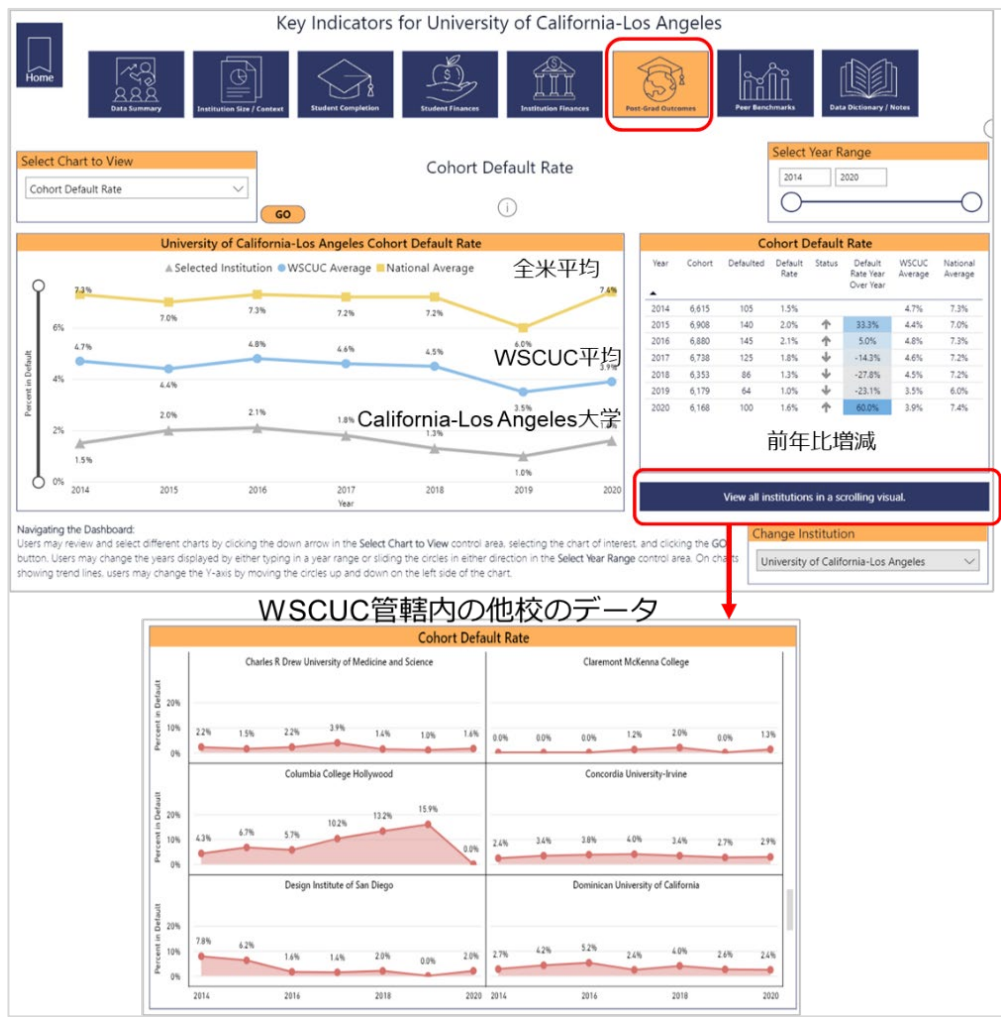 Key Indicators for University of California-Los Angeles
Home
Data Summary
Institution Size / Context
Student Completion
Student Finances
Institution Finances
Post-Grad Outcomes
Peer Benchmarks
Data Dictionary / Notes
Select Chart to View
Cohort Default Rate
GO
Cohort Default Rate
i
Select Year Range
2014 2020
University of California-Los Angeles Cohort Default Rate
Selected Institution WSCUC Average National Average
全米平均
7.3% 7.0% 7.3% 7.2% 7.2% 6.0% 7.4%
WSCUC平均
4.7% 4.4% 4.8% 4.6% 4.5% 3.5% 3.9%
California-Los Angeles大学
1.5% 2.0% 2.1% 1.8% 1.3% 1.0%
Percent in Default
6%
4%
2%
0%
2014 2015 2016 2017 2018 2019 2020
Year
Cohort Default Rate
Year Cohort Defaulted Default Rate Status Default Rate Year Over Year WSCUC Average National Average
2014 6,615 105 1.5% 4.7% 7.3%
2015 6,908 140 2.0% 33.3% 4.4% 7.0%
2016 6,880 145 2.1% 5.0% 4.8% 7.3%
2017 6,738 125 1.8% -14.3% 4.6% 7.2%
2018 6,353 86 1.3% -27.8% 4.5% 7.2%
2019 6,179 64 1.0% -23.1% 3.5% 6.0%
2020 6,168 100 1.6% 60.0% 3.9% 7.4%
前年比増減
View all institutions in a scrolling visual.
Navigating the Dashboard:
Users may review and select different charts by clicking the down arrow in the Select Chart to View control area, selecting the chart of interest, and clicking the GO
button. Users may change the years displayed by either typing in a year range or sliding the circles in either direction in the Select Year Range control area. On charts
showing trend lines, users may change the Y-axis by moving the circles up and down on the left side of the chart.
Change Institution
University of California-Los Angeles
WSCUC管轄内の他校のデータ
Cohort Default Rate
Charles R Drew University of Medicine and Science
Percent in Default
20%
10%
0%
2.2% 1.5% 2.2% 3.9% 1.4% 1.0% 1.6%
Claremont McKenna College
0.0% 0.0% 0.0% 1.2% 2.0% 0.0% 1.3%
Columbia College Hollywood
Percent in Default
20%
10%
0%
4.3% 6.7% 5.7% 10.2% 13.2% 15.9% 0.0%
Concordia University-Irvine
2.4% 3.4% 3.8% 4.0% 3.4% 2.7% 2.9%
Design Institute of San Diego
Percent in Default
20%
10%
0%
7.8% 6.2% 1.6% 1.4% 2.0% 0.0% 2.0%
Dominican University of California
2.7% 4.2% 5.2% 2.4% 4.0% 2.6% 2.4%
2014 2016 2018 2020
2014 2016 2018 2020